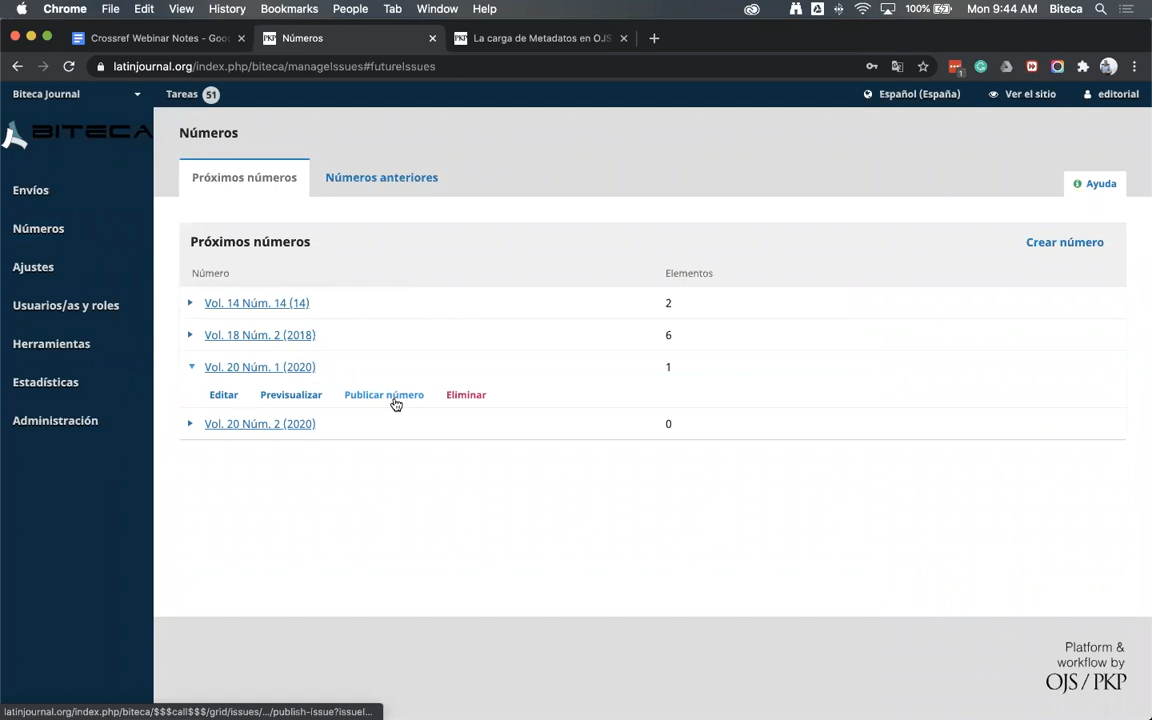 Chrome File Edit View History Bookmarks People Tab Window Help 100% Mon 9:44 AM Biteca
Crossref Webinar Notes - Goo
Números
La carga de Metadatos en OJS
latinjournal.org/index.php/biteca/manageIssues#futureIssues
1
Biteca Journal Tareas 51 Español (España) Ver el sitio editorial
BITECA
Números
Próximos números Números anteriores
Ayuda
Envíos
Números
Ajustes
Usuarios/as y roles
Herramientas
Estadísticas
Administración
Próximos números Crear número
Número Elementos
Vol. 14 Núm. 14 (14) 2
Vol. 18 Núm. 2 (2018) 6
Vol. 20 Núm. 1 (2020) 1
Editar Previsualizar Publicar número Eliminar
Vol. 20 Núm. 2 (2020) 0
Platform &
workflow by
OJS / PKP
latinjournal.org/index.php/biteca/$$$call$$$/grid/issues/.../publish-issue?issueI...